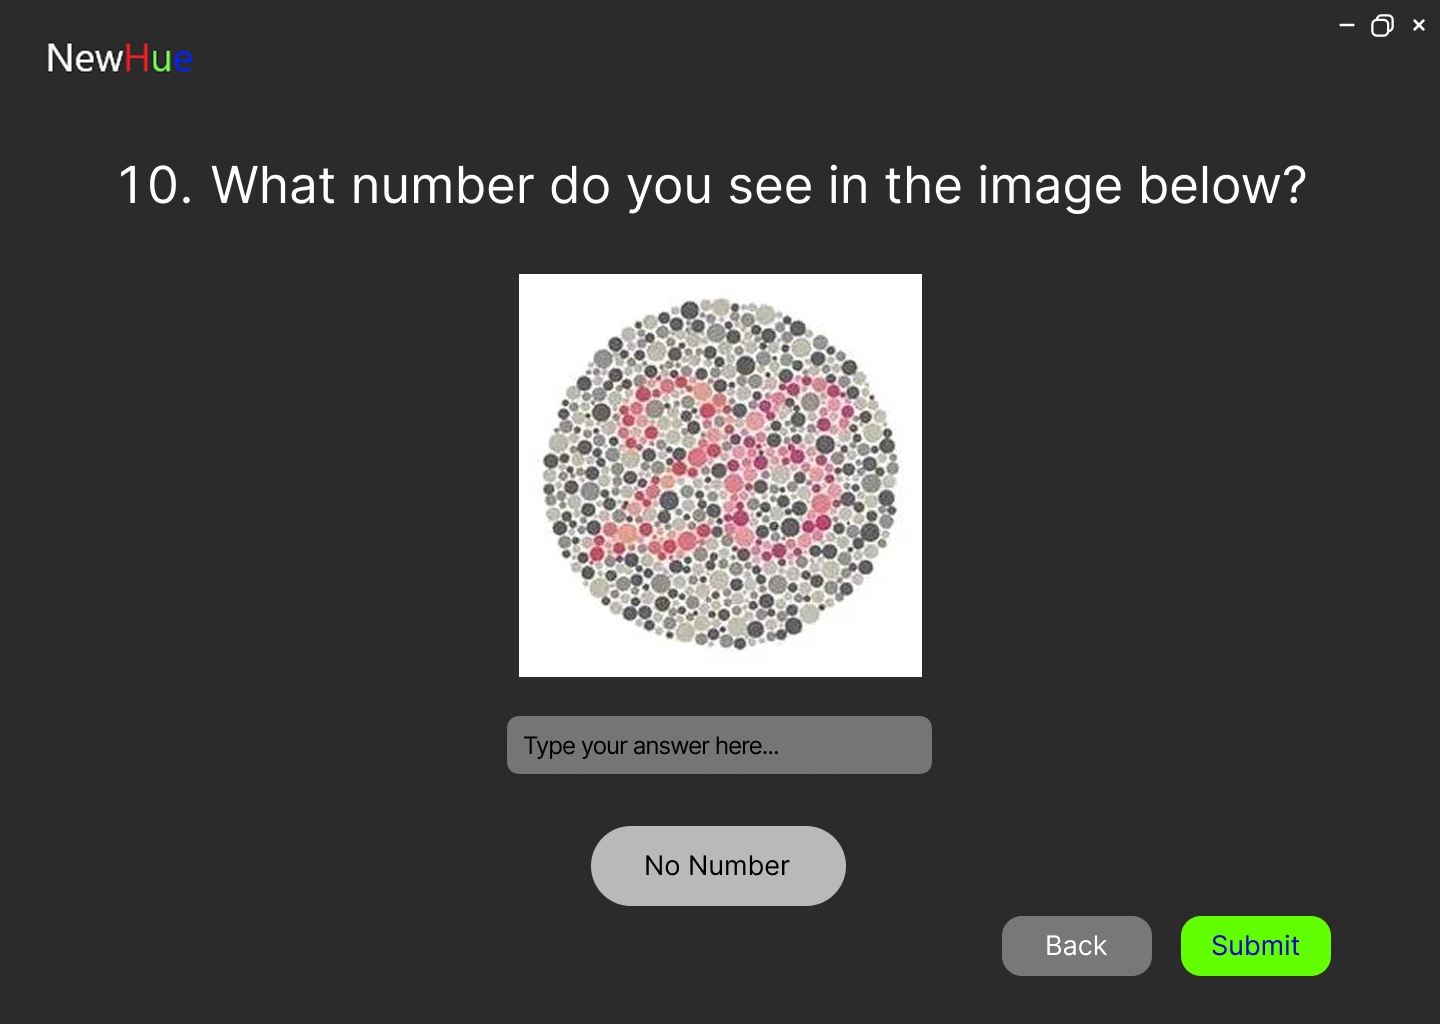 NewHue
10. What number do you see in the image below?
26
Type your answer here...
No Number
Back
Submit